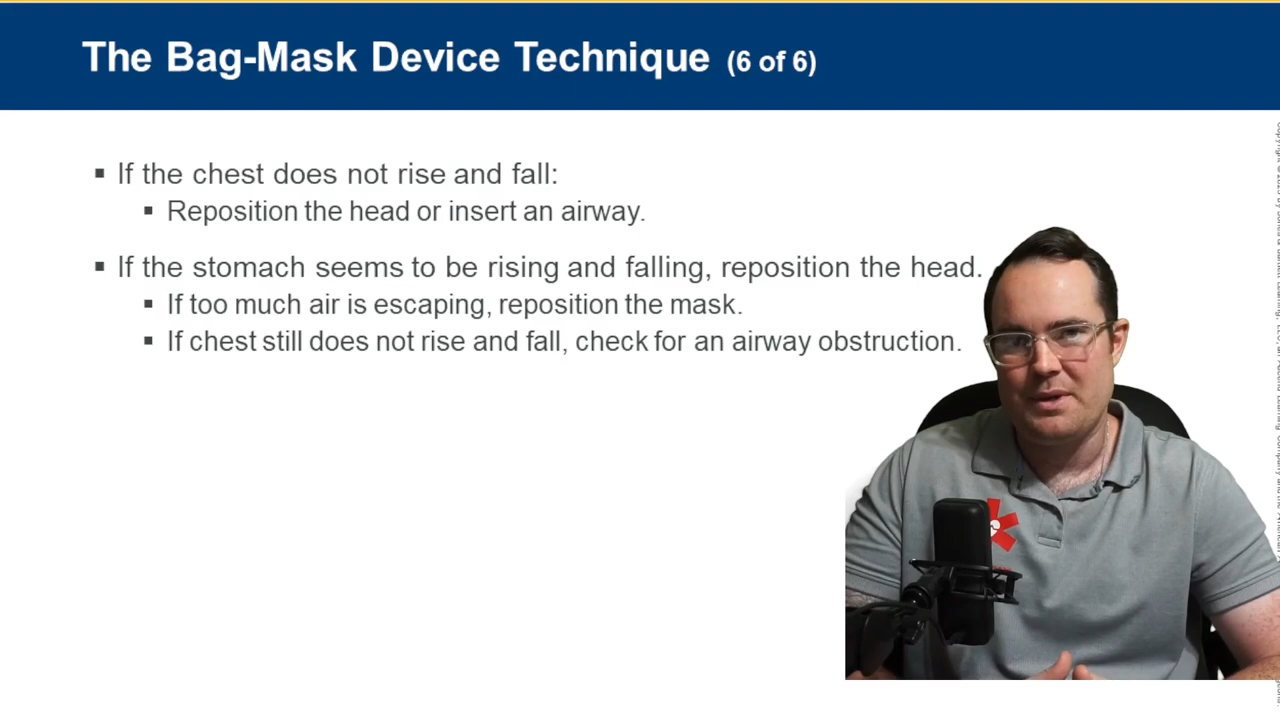 The Bag-Mask Device Technique (6 of 6)
▪ If the chest does not rise and fall:
▪ Reposition the head or insert an airway.
▪ If the stomach seems to be rising and falling, reposition the head.
▪ If too much air is escaping, reposition the mask.
▪ If chest still does not rise and fall, check for an airway obstruction.